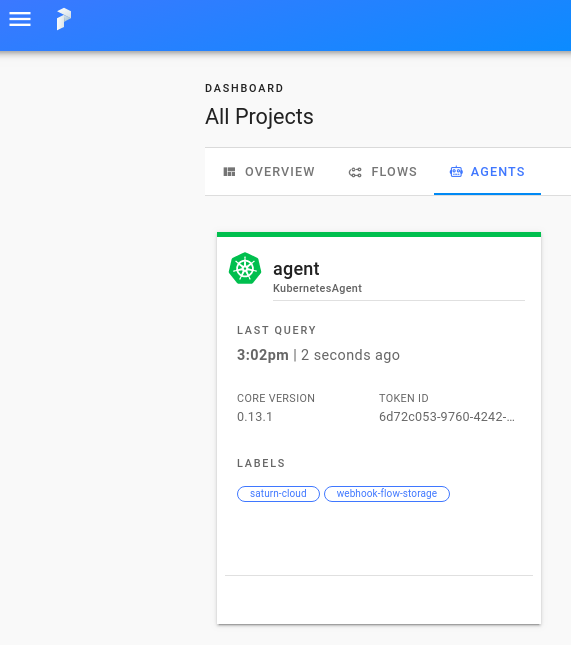 DASHBOARD
All Projects
OVERVIEW FLOWS AGENTS
agent
KubernetesAgent
LAST QUERY
3:02pm | 2 seconds ago
CORE VERSION TOKEN ID
0.13.1 6d72c053-9760-4242-...
LABELS
saturn-cloud webhook-flow-storage